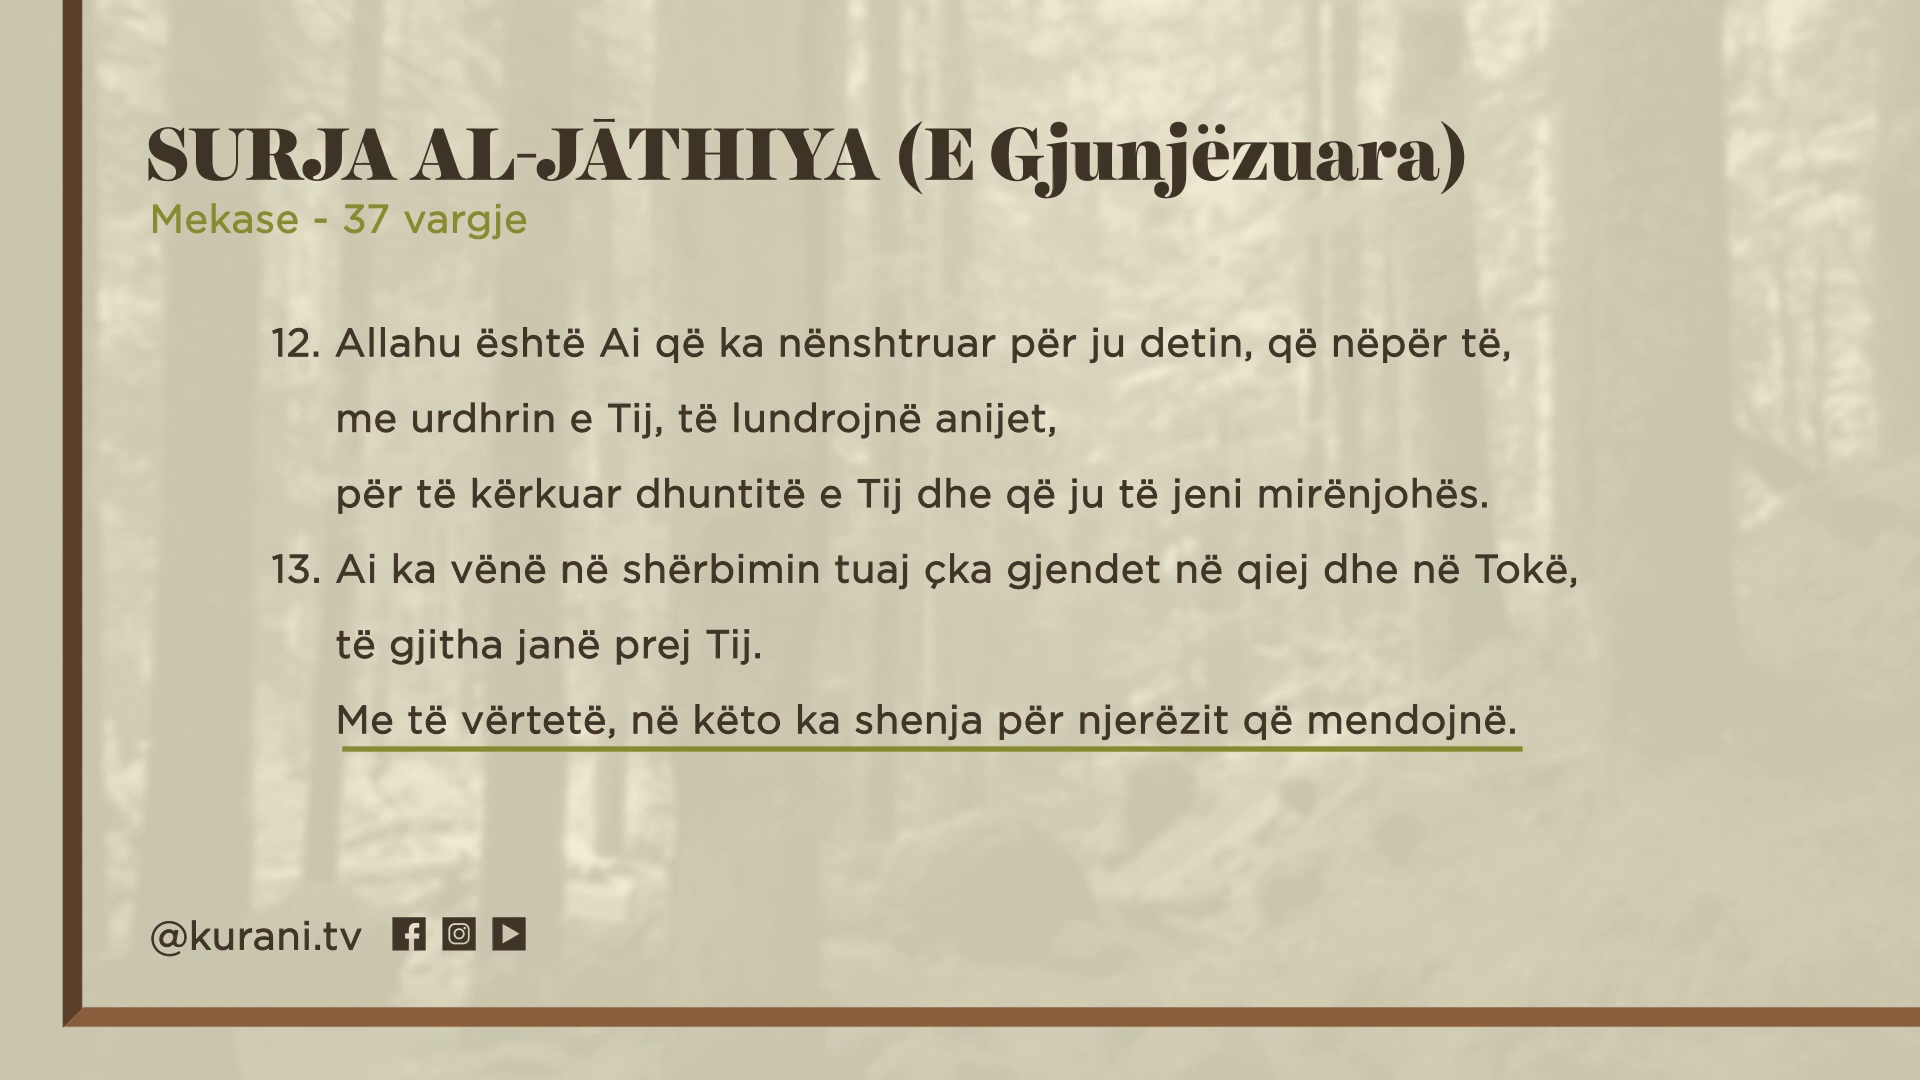 SURJA AL-JĀTHIYA (E Gjunjëzuara)
Mekase - 37 vargje
12. Allahu është Ai që ka nënshtruar për ju detin, që nëpër të,
me urdhrin e Tij, të lundrojnë anijet,
për të kërkuar dhuntitë e Tij dhe që ju të jeni mirënjohës.
13. Ai ka vënë në shërbimin tuaj çka gjendet në qiej dhe në Tokë,
të gjitha janë prej Tij.
Me të vërtetë, në këto ka shenja për njerëzit që mendojnë.
@kurani.tv